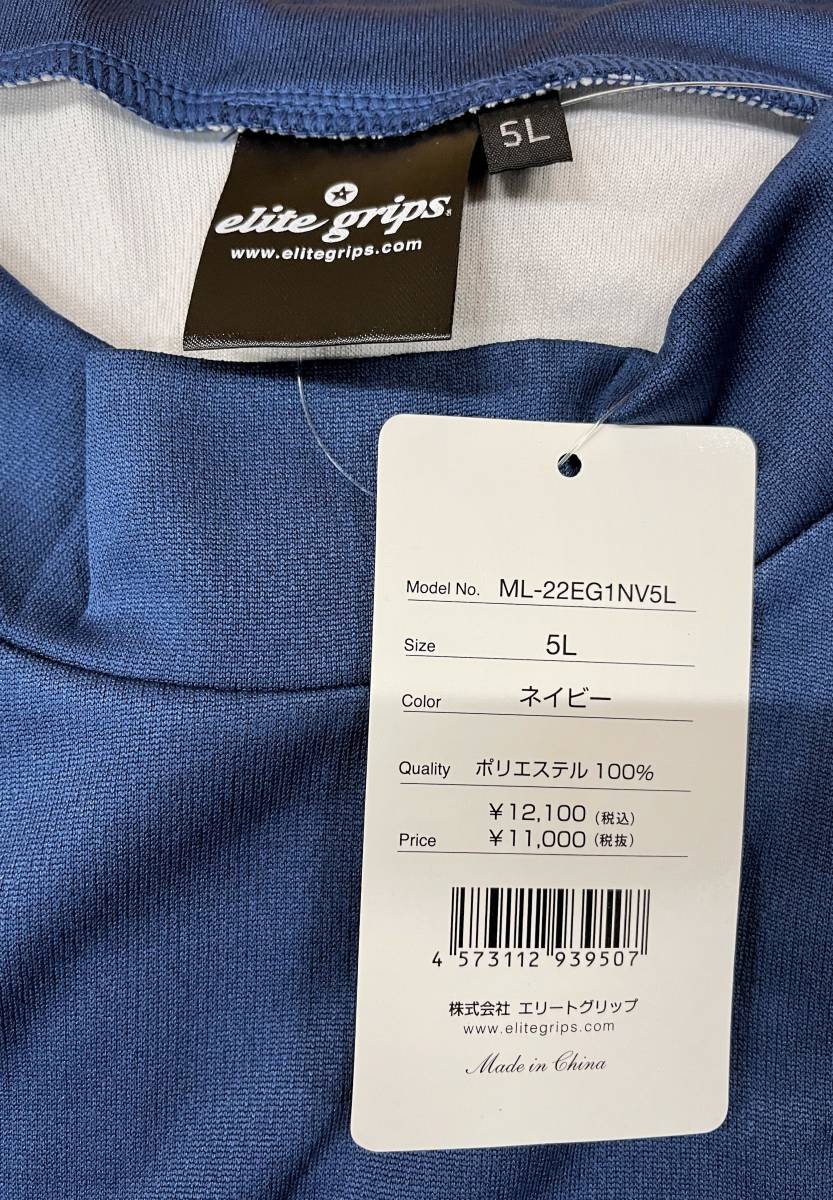 5L
elite grips®
www.elitegrips.com
Model No. ML-22EG1NV5L
Size 5L
Color ネイビー
Quality ポリエステル 100%
￥12,100 (税込)
Price ￥11,000 (税抜)
4 573112 939507
株式会社 エリートグリップ
www.elitegrips.com
Made in China